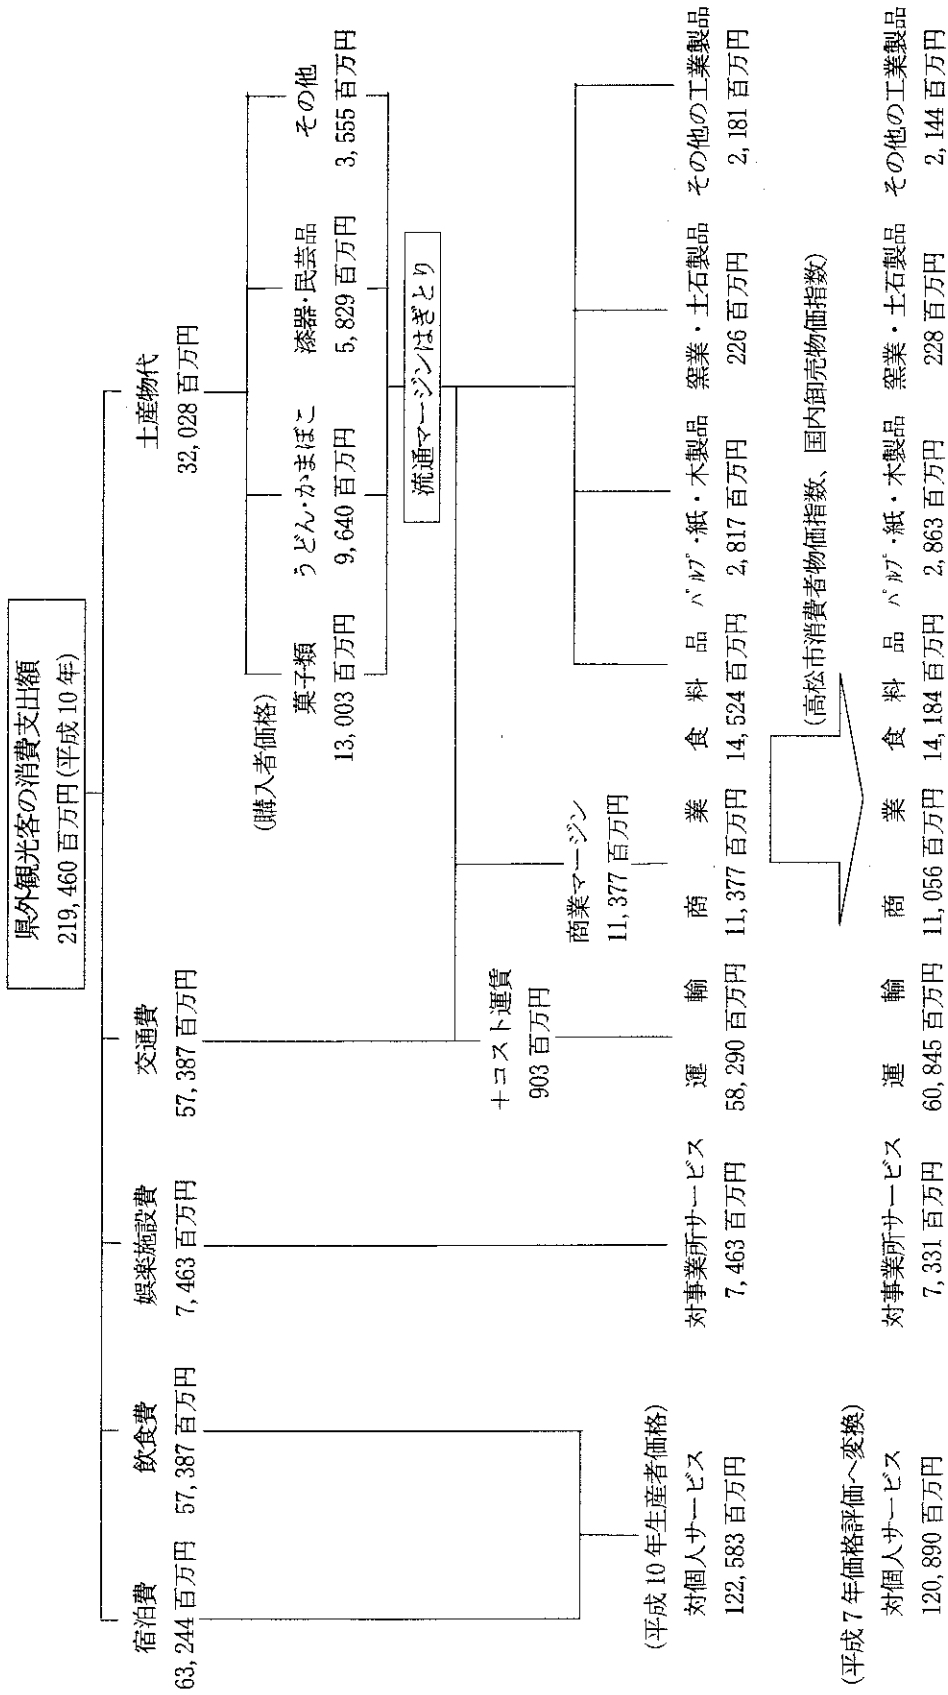 県外観光客の消費支出額
219,460 百万円(平成 10 年)
宿泊費 飲食費 娯楽施設費 交通費 土産物代
63,244 百万円 57,387 百万円 7,463 百万円 57,387 百万円 32,028 百万円
(購入者価格)
菓子類 うどん・かまぼこ 漆器・民芸品 その他
13,003 百万円 9,640 百万円 5,829 百万円 3,555 百万円
流通マージンはぎとり
+コスト運賃 商業マージン
903 百万円 11,377 百万円
(平成 10 年生産者価格)
対個人サービス 対事業所サービス 運輸 商業 食料品 パルプ・紙・木製品 窯業・土石製品 その他の工業製品
122,583 百万円 7,463 百万円 58,290 百万円 11,377 百万円 14,524 百万円 2,817 百万円 226 百万円 2,181 百万円
(高松市消費者物価指数、国内卸売物価指数)
(平成 7 年価格評価へ変換)
対個人サービス 対事業所サービス 運輸 商業 食料品 パルプ・紙・木製品 窯業・土石製品 その他の工業製品
120,890 百万円 7,331 百万円 60,845 百万円 11,056 百万円 14,184 百万円 2,863 百万円 228 百万円 2,144 百万円